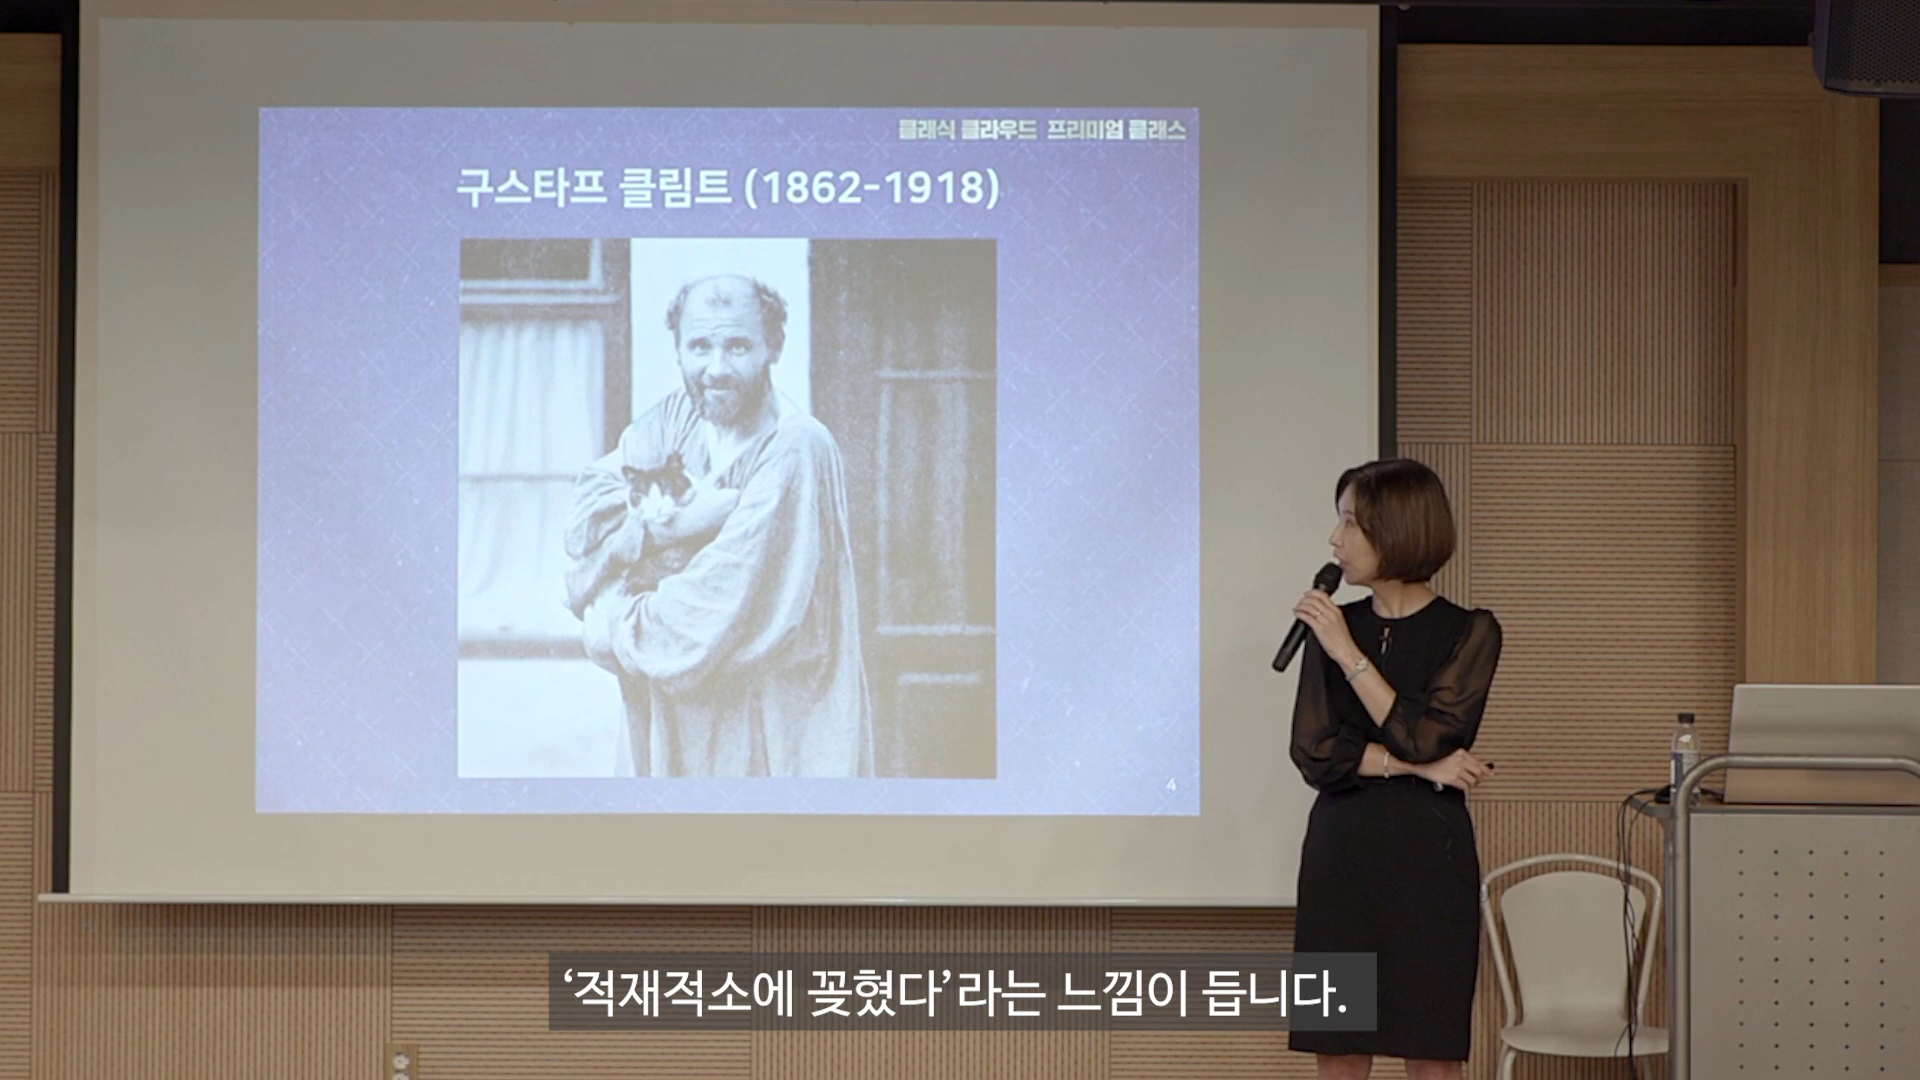 클래식 클라우드 프리미엄 클래스
구스타프 클림트 (1862-1918)
4
‘적재적소에 꽂혔다’라는 느낌이 듭니다.